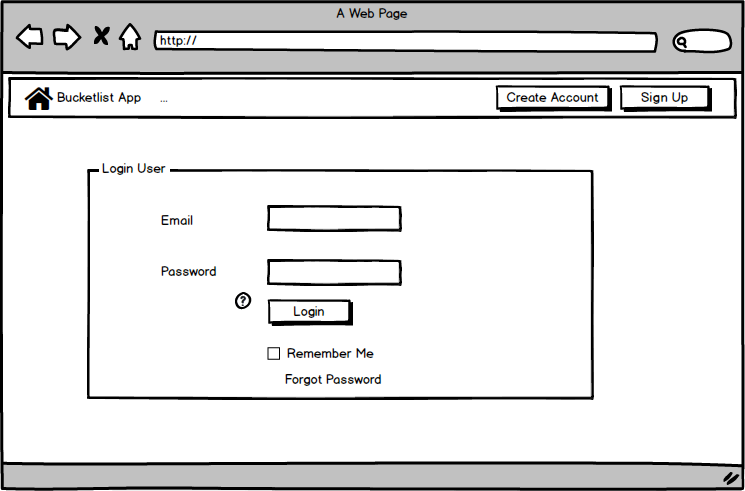 A Web Page
http://
Bucketlist App ... Create Account Sign Up
Login User
Email
Password
?
Login
Remember Me
Forgot Password